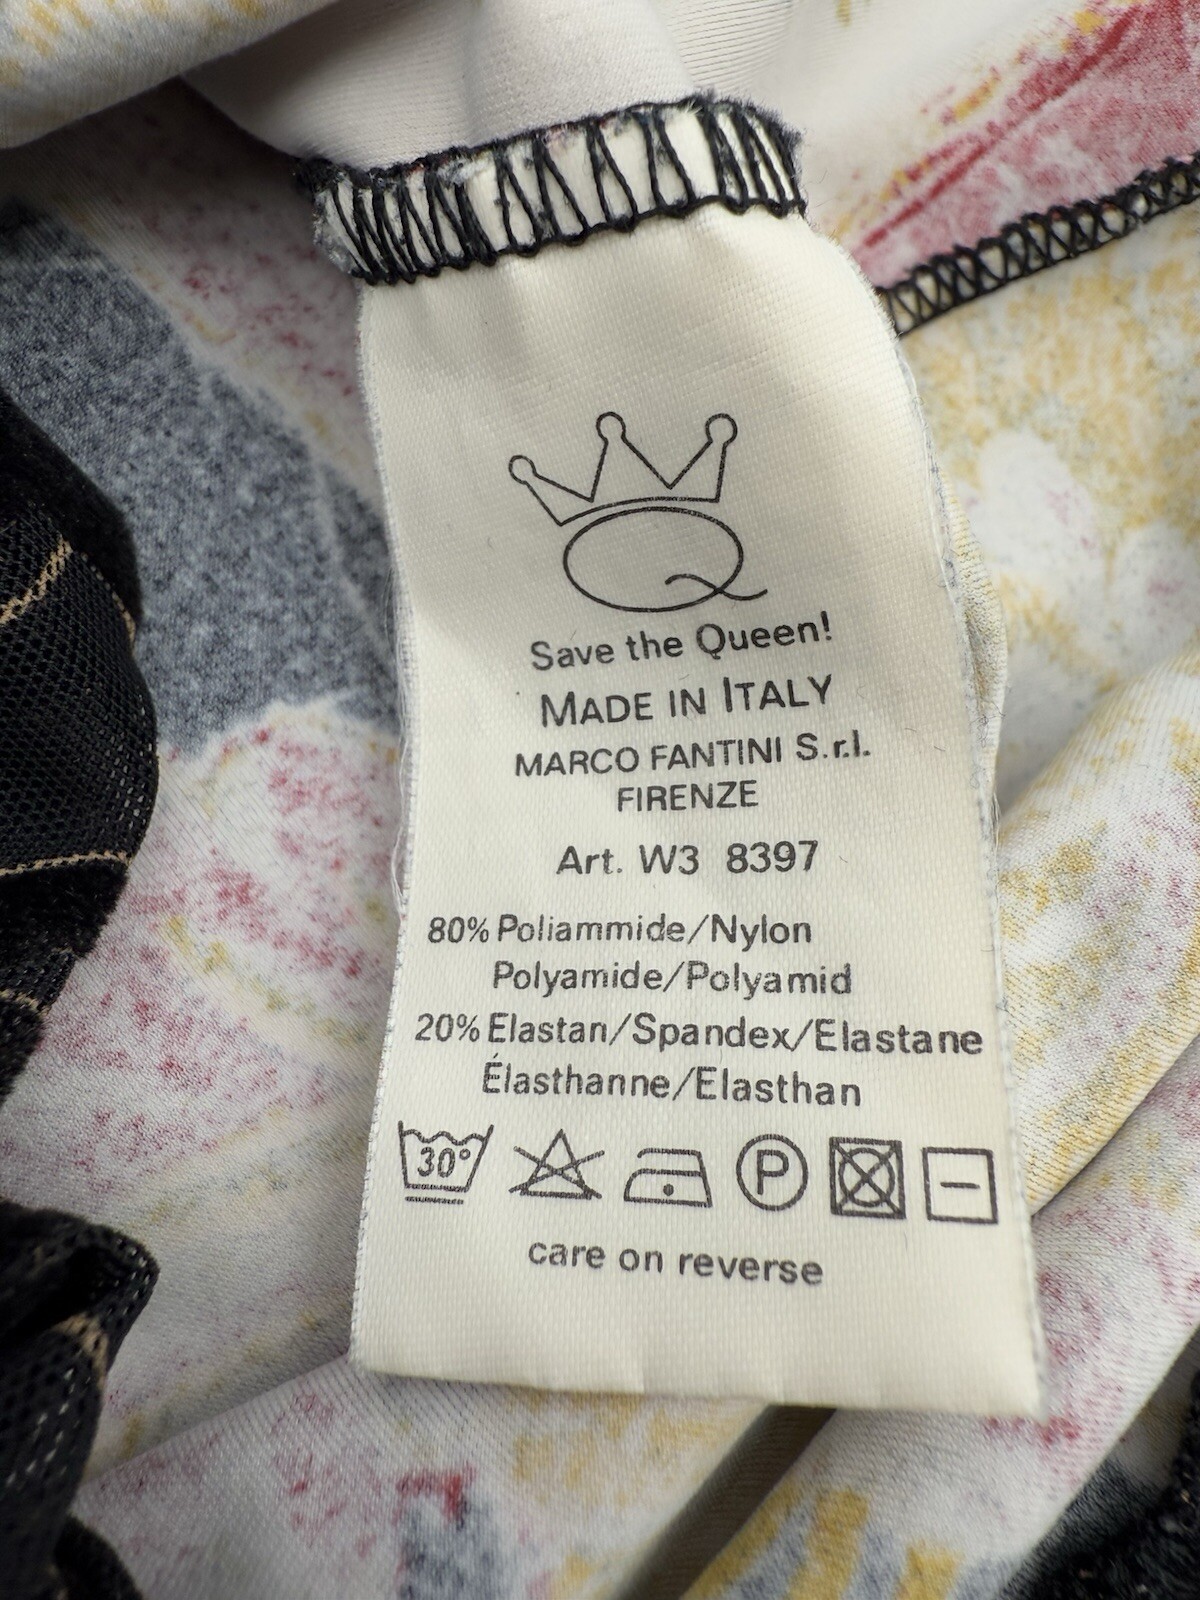 Q
Save the Queen!
MADE IN ITALY
MARCO FANTINI S.r.l.
FIRENZE
Art. W3 8397
80% Poliammide/Nylon
Polyamide/Polyamid
20% Elastan/Spandex/Elastane
Élasthanne/Elasthan
30° P
care on reverse